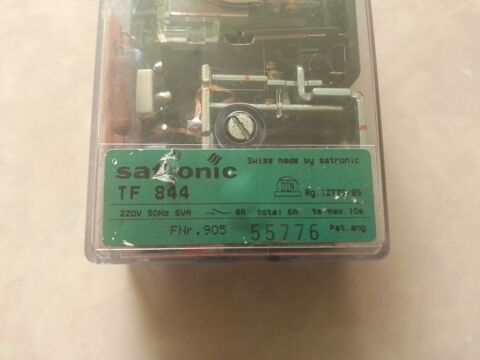 satronic Swiss made by satronic
TF 844 DIN Rg.
220V 50Hz 5VA 4A total 6A ts max 10s
FNr. 905 55776 Pat. ang